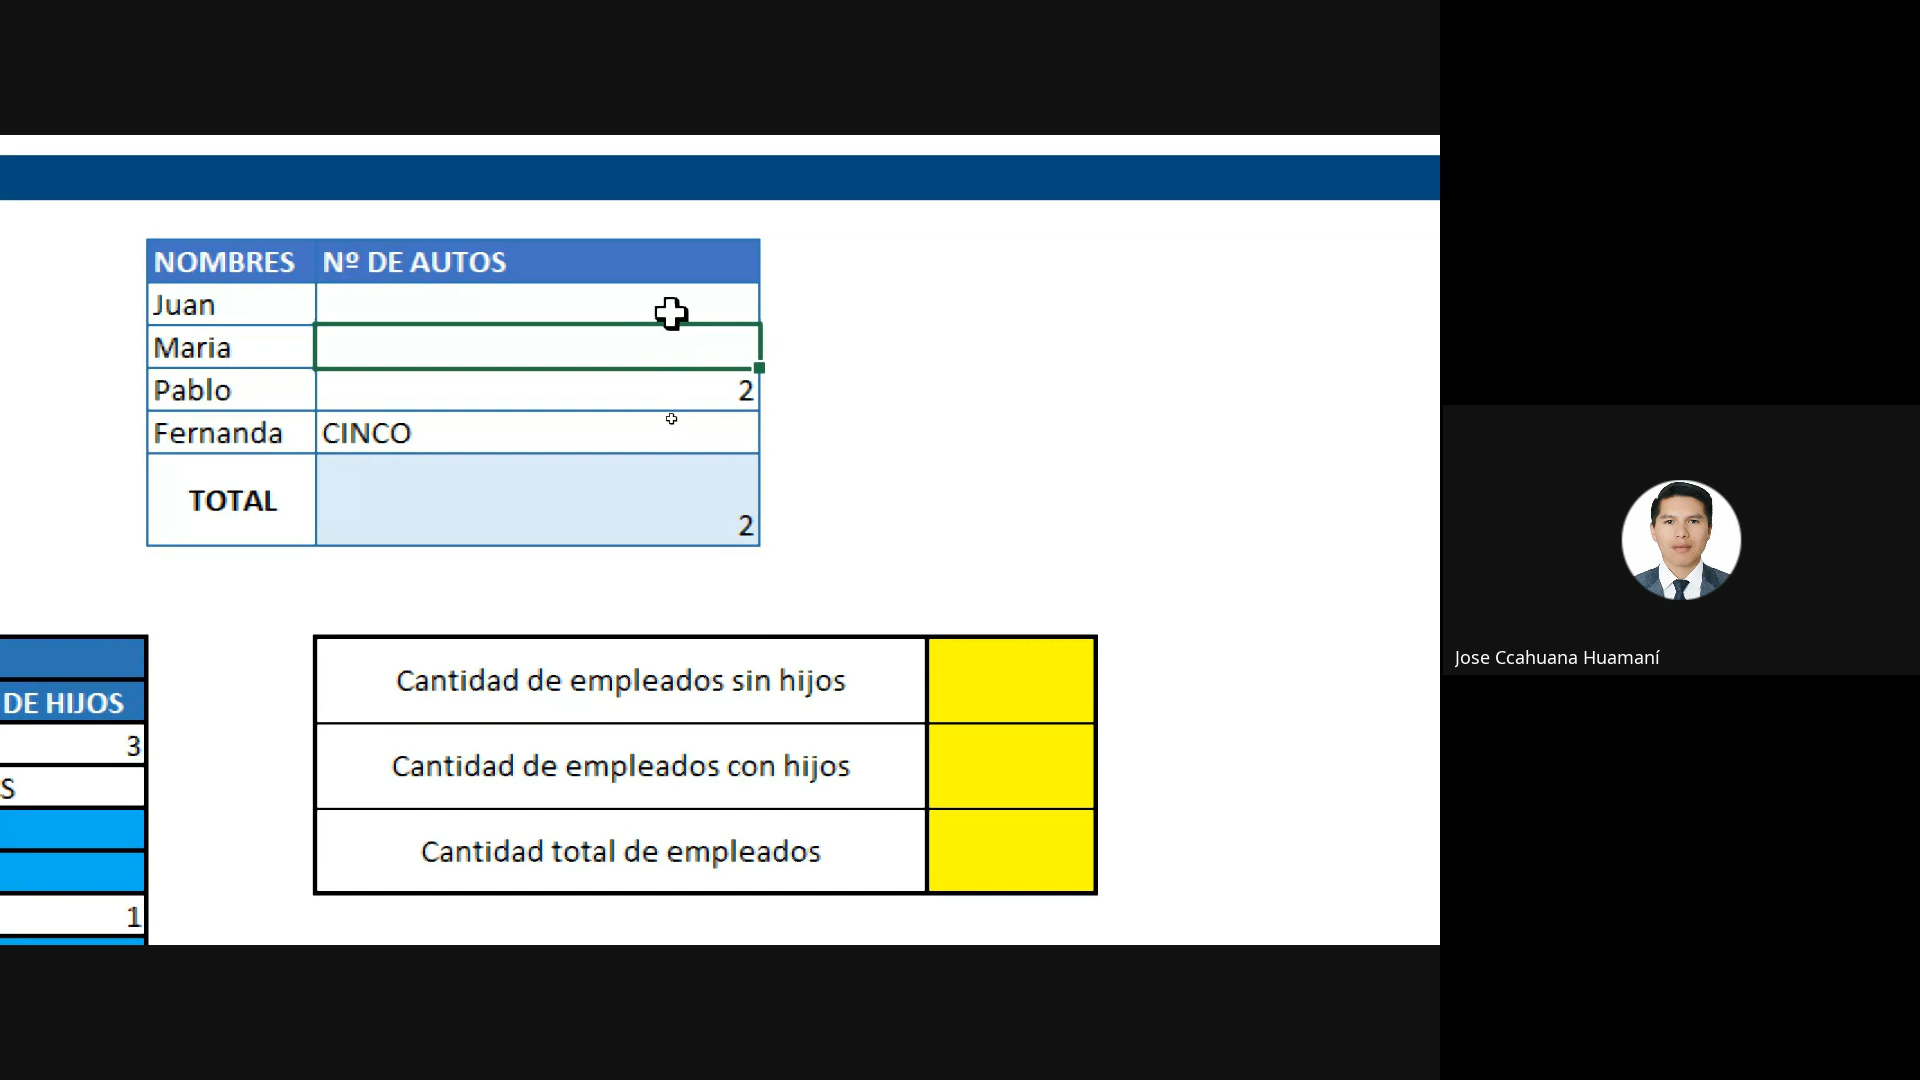 NOMBRES Nº DE AUTOS
Juan
Maria
Pablo 2
Fernanda CINCO
TOTAL 2
DE HIJOS
3
S
1
Cantidad de empleados sin hijos
Cantidad de empleados con hijos
Cantidad total de empleados
Jose Ccahuana Huamaní